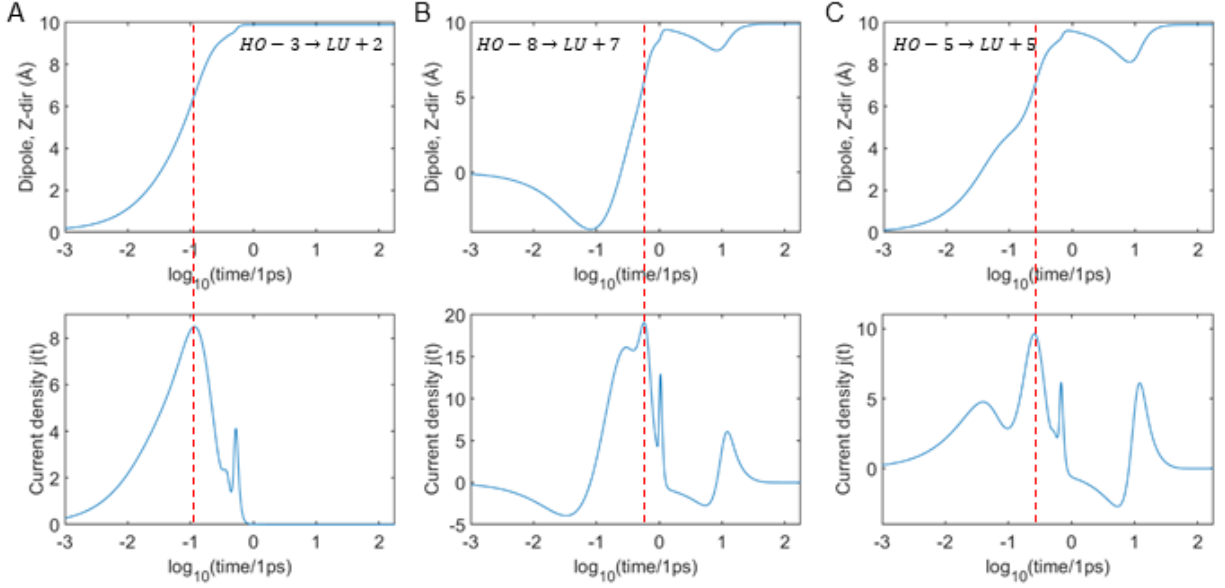 A
B
C
10
8
6
4
2
0
Dipole, Z-dir (Å)
HO − 3 → LU + 2
-3 -2 -1 0 1 2
log10(time/1ps)
10
5
0
Dipole, Z-dir (Å)
HO − 8 → LU + 7
-3 -2 -1 0 1 2
log10(time/1ps)
10
8
6
4
2
0
Dipole, Z-dir (Å)
HO − 5 → LU + 5
-3 -2 -1 0 1 2
log10(time/1ps)
8
6
4
2
0
Current density j(t)
-3 -2 -1 0 1 2
log10(time/1ps)
20
15
10
5
0
-5
Current density j(t)
-3 -2 -1 0 1 2
log10(time/1ps)
10
5
0
Current density j(t)
-3 -2 -1 0 1 2
log10(time/1ps)